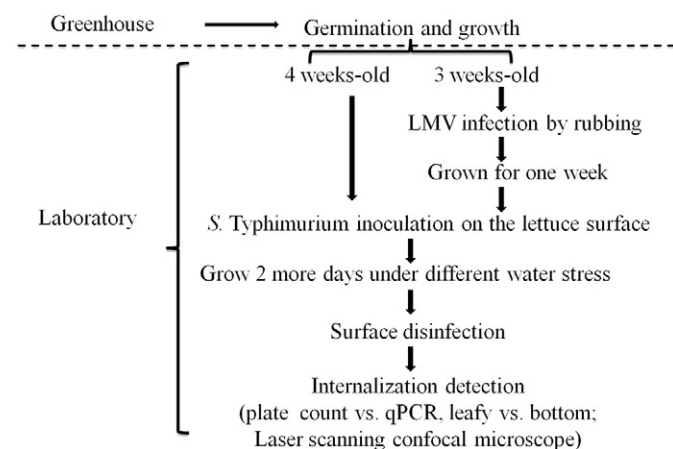 Greenhouse
Germination and growth
4 weeks-old
3 weeks-old
LMV infection by rubbing
Grown for one week
Laboratory
S. Typhimurium inoculation on the lettuce surface
Grow 2 more days under different water stress
Surface disinfection
Internalization detection
(plate count vs. qPCR, leafy vs. bottom;
Laser scanning confocal microscope)